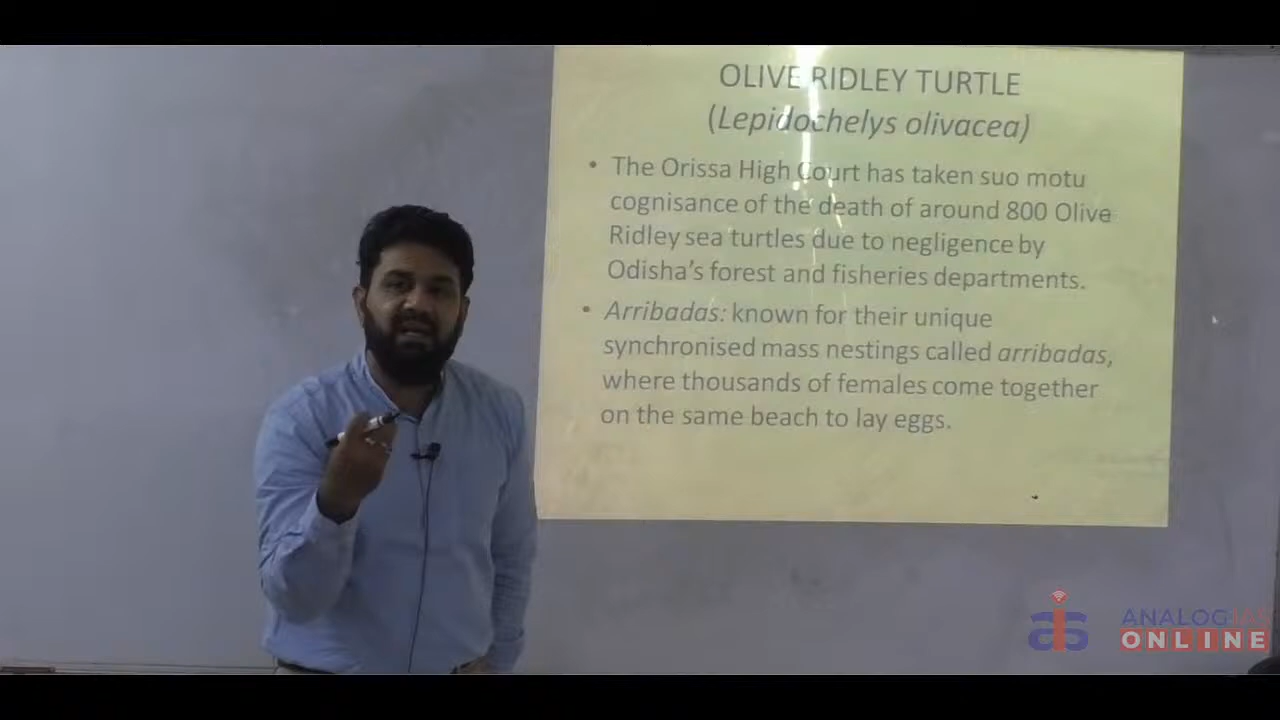 OLIVE RIDLEY TURTLE
(Lepidochelys olivacea)
• The Orissa High Court has taken suo motu
cognisance of the death of around 800 Olive
Ridley sea turtles due to negligence by
Odisha's forest and fisheries departments.
• Arribadas: known for their unique
synchronised mass nestings called arribadas,
where thousands of females come together
on the same beach to lay eggs.
ANALOG IAS
ONLINE